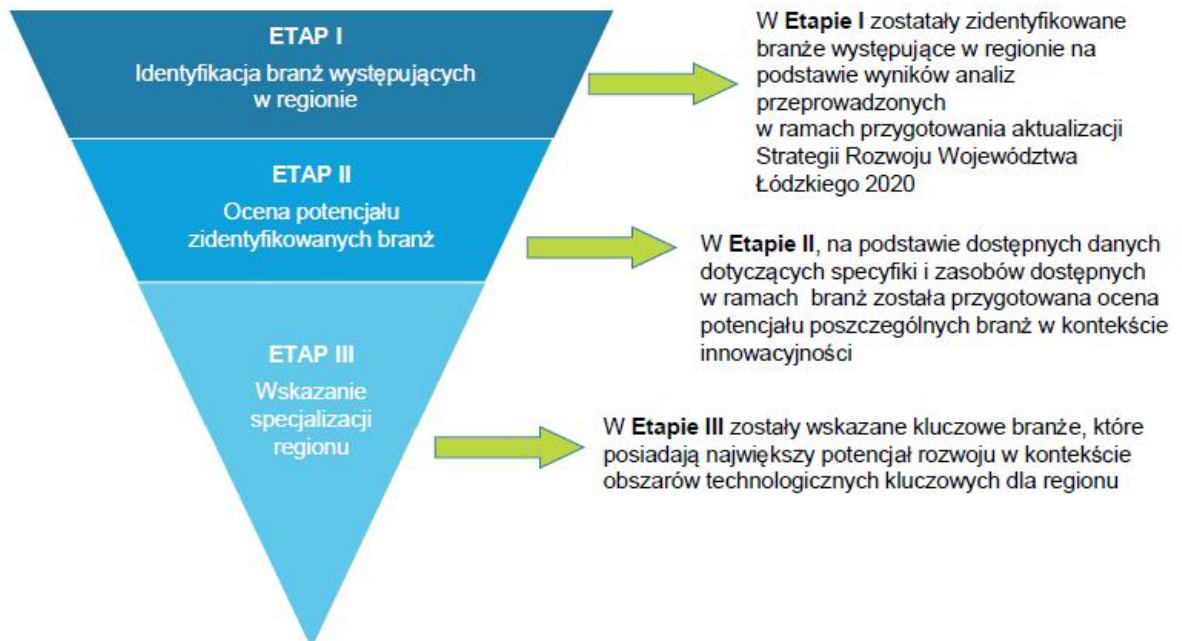 ETAP I
Identyfikacja branż występujących
w regionie
W Etapie I zostatały zidentyfikowane
branże występujące w regionie na
podstawie wyników analiz
przeprowadzonych
w ramach przygotowania aktualizacji
Strategii Rozwoju Województwa
Łódzkiego 2020
ETAP II
Ocena potencjału
zidentyfikowanych branż
W Etapie II, na podstawie dostępnych danych
dotyczących specyfiki i zasobów dostępnych
w ramach branż została przygotowana ocena
potencjału poszczególnych branż w kontekście
innowacyjności
ETAP III
Wskazanie
specjalizacji
regionu
W Etapie III zostały wskazane kluczowe branże, które
posiadają największy potencjał rozwoju w kontekście
obszarów technologicznych kluczowych dla regionu